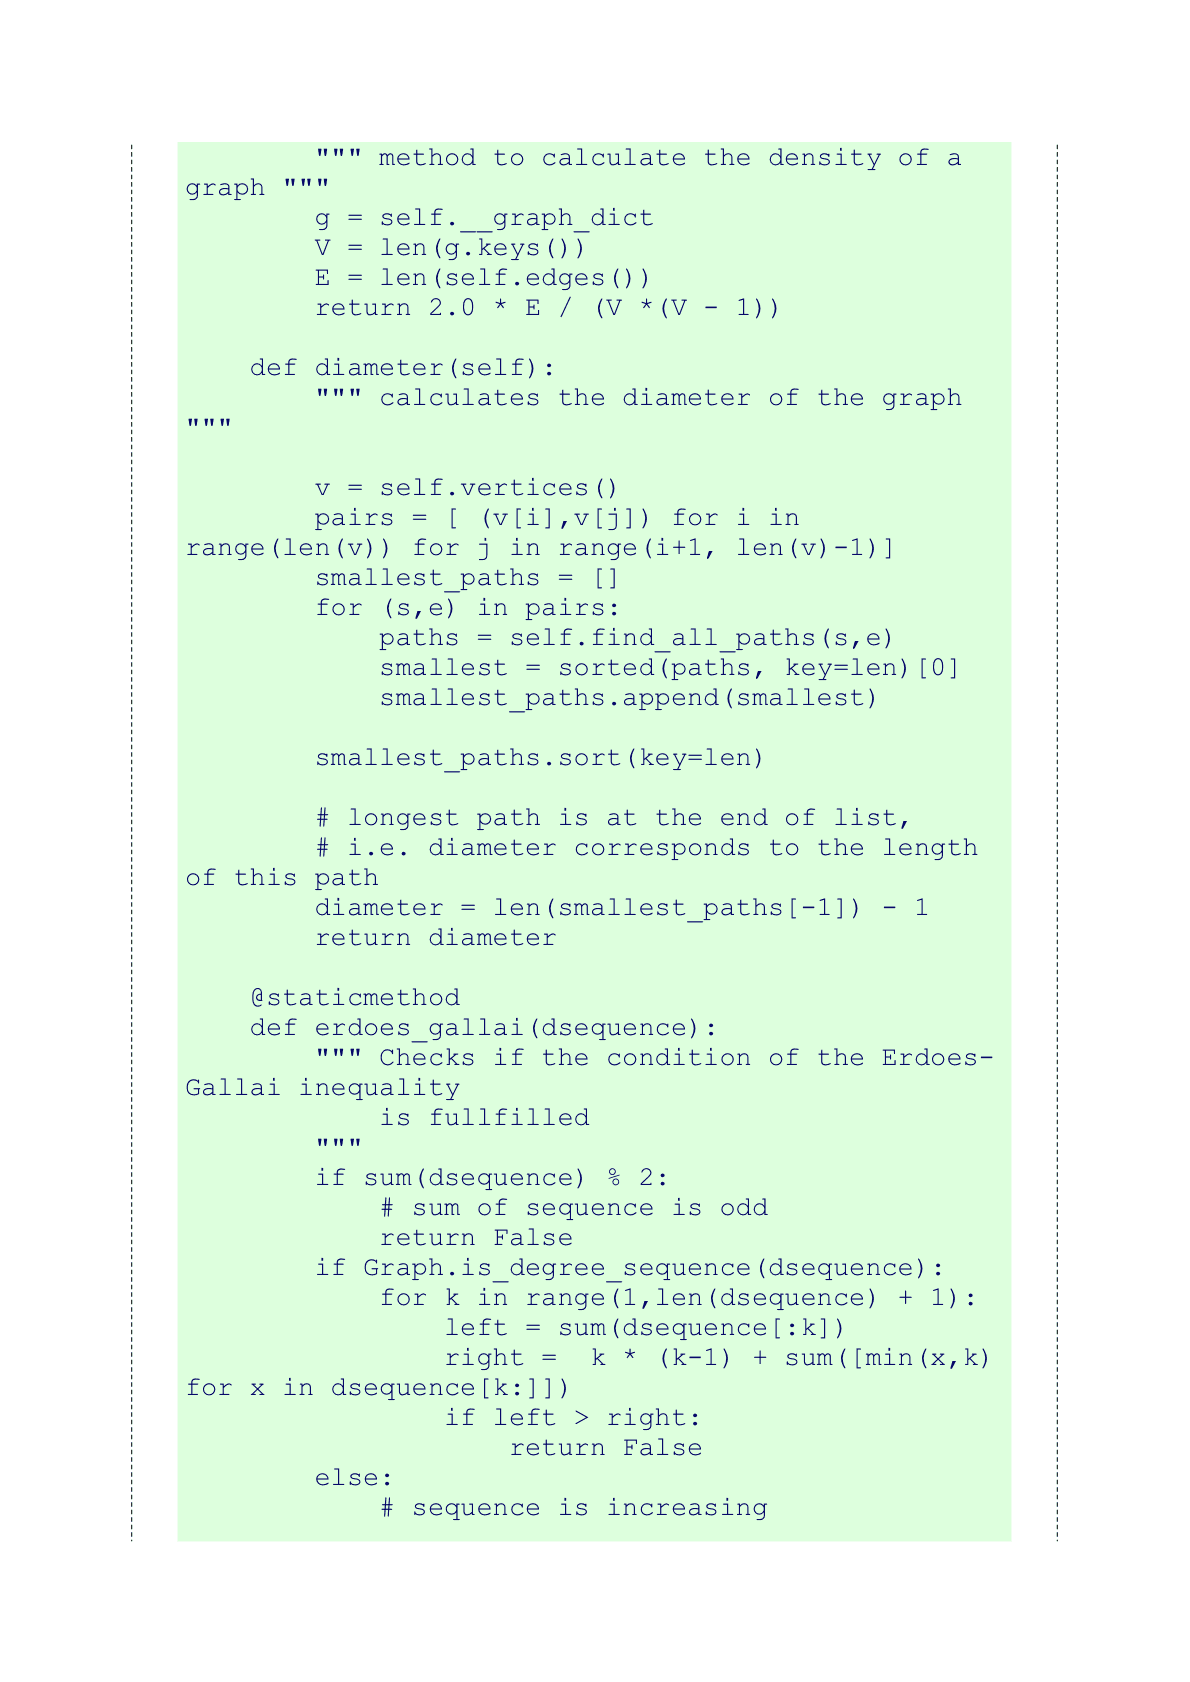 """ method to calculate the density of a
graph """
        g = self.__graph_dict
        V = len(g.keys())
        E = len(self.edges())
        return 2.0 * E / (V *(V - 1))

    def diameter(self):
        """ calculates the diameter of the graph
"""

        v = self.vertices()
        pairs = [ (v[i],v[j]) for i in
range(len(v)) for j in range(i+1, len(v)-1)]
        smallest_paths = []
        for (s,e) in pairs:
            paths = self.find_all_paths(s,e)
            smallest = sorted(paths, key=len)[0]
            smallest_paths.append(smallest)

        smallest_paths.sort(key=len)

        # longest path is at the end of list,
        # i.e. diameter corresponds to the length
of this path
        diameter = len(smallest_paths[-1]) - 1
        return diameter

    @staticmethod
    def erdoes_gallai(dsequence):
        """ Checks if the condition of the Erdoes-
Gallai inequality
            is fullfilled
        """
        if sum(dsequence) % 2:
            # sum of sequence is odd
            return False
        if Graph.is_degree_sequence(dsequence):
            for k in range(1,len(dsequence) + 1):
                left = sum(dsequence[:k])
                right =  k * (k-1) + sum([min(x,k)
for x in dsequence[k:]])
                if left > right:
                    return False
        else:
            # sequence is increasing